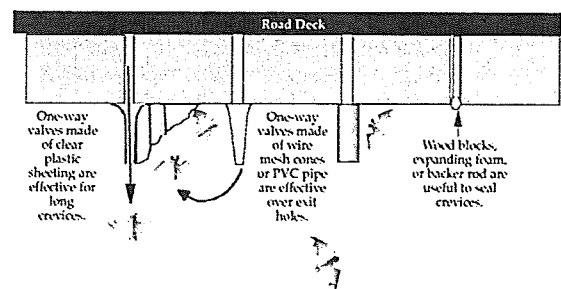 Road Deck
One-way
valves made
of clear
plastic
sheeting are
effective for
long
crevices.
One-way
valves made
of wire
mesh cones
or PVC pipe
are effective
over exit
holes.
Wood blocks,
expanding foam,
or backer rod are
useful to seal
crevices.